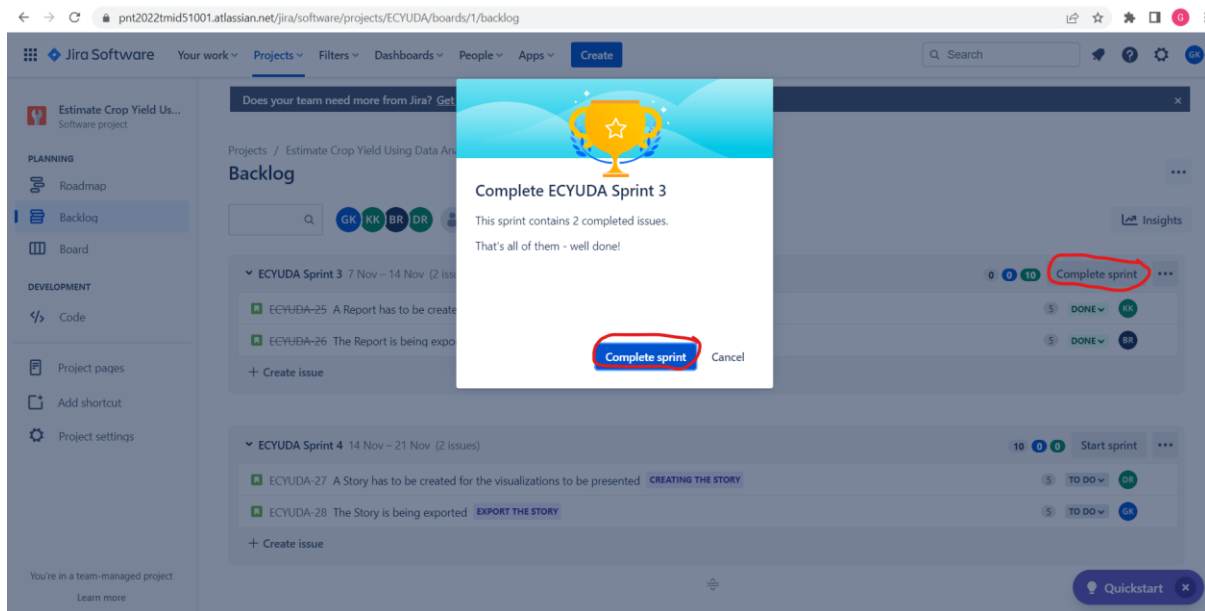 pnt2022tmid51001.atlassian.net/jira/software/projects/ECYUDA/boards/1/backlog
G
Jira Software Your work Projects Filters Dashboards People Apps Create Search GK
Estimate Crop Yield Us...
Software project
PLANNING
Roadmap
Backlog
Board
DEVELOPMENT
Code
Project pages
Add shortcut
Project settings
You're in a team-managed project
Learn more
Does your team need more from Jira? Get
Projects / Estimate Crop Yield Using Data
Backlog
GK KK BR DR
Insights
ECYUDA Sprint 3 7 Nov – 14 Nov (2 0 0 10 Complete sprint
ECYUDA-25 A Report has to be create 5 DONE KK
ECYUDA-26 The Report is being expo 5 DONE BR
+ Create issue
Complete ECYUDA Sprint 3
This sprint contains 2 completed issues.
That's all of them - well done!
Complete sprint Cancel
ECYUDA Sprint 4 14 Nov – 21 Nov (2 issues) 10 0 0 Start sprint
ECYUDA-27 A Story has to be created for the visualizations to be presented CREATING THE STORY 5 TO DO DR
ECYUDA-28 The Story is being exported EXPORT THE STORY 5 TO DO GK
+ Create issue
Quickstart